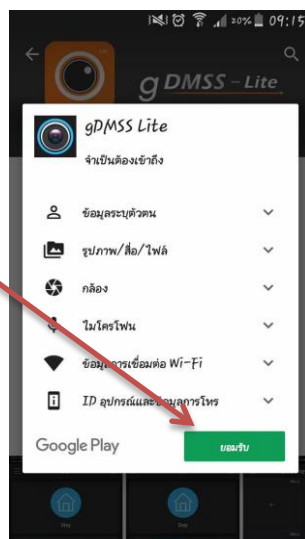 20% 09:15
gDMSS-Lite
gDMSS Lite
จำเป็นต้องเข้าถึง
ข้อมูลระบุตัวตน
รูปภาพ/สื่อ/ไฟล์
กล้อง
ไมโครโฟน
ข้อมูลการเชื่อมต่อ Wi-Fi
ID อุปกรณ์และข้อมูลการโทร
Google Play
ยอมรับ